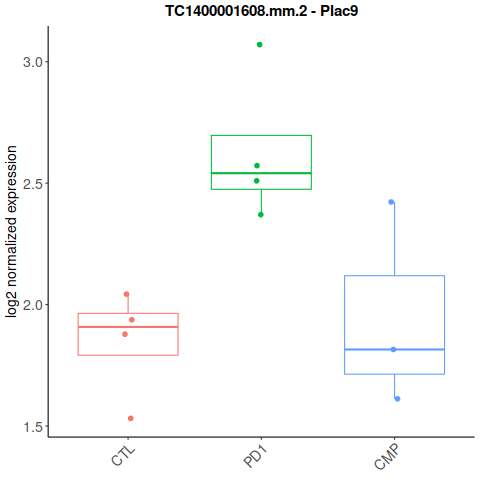 TC1400001608.mm.2 - Plac9
log2 normalized expression
3.0
2.5
2.0
1.5
CTL
PD1
CMP